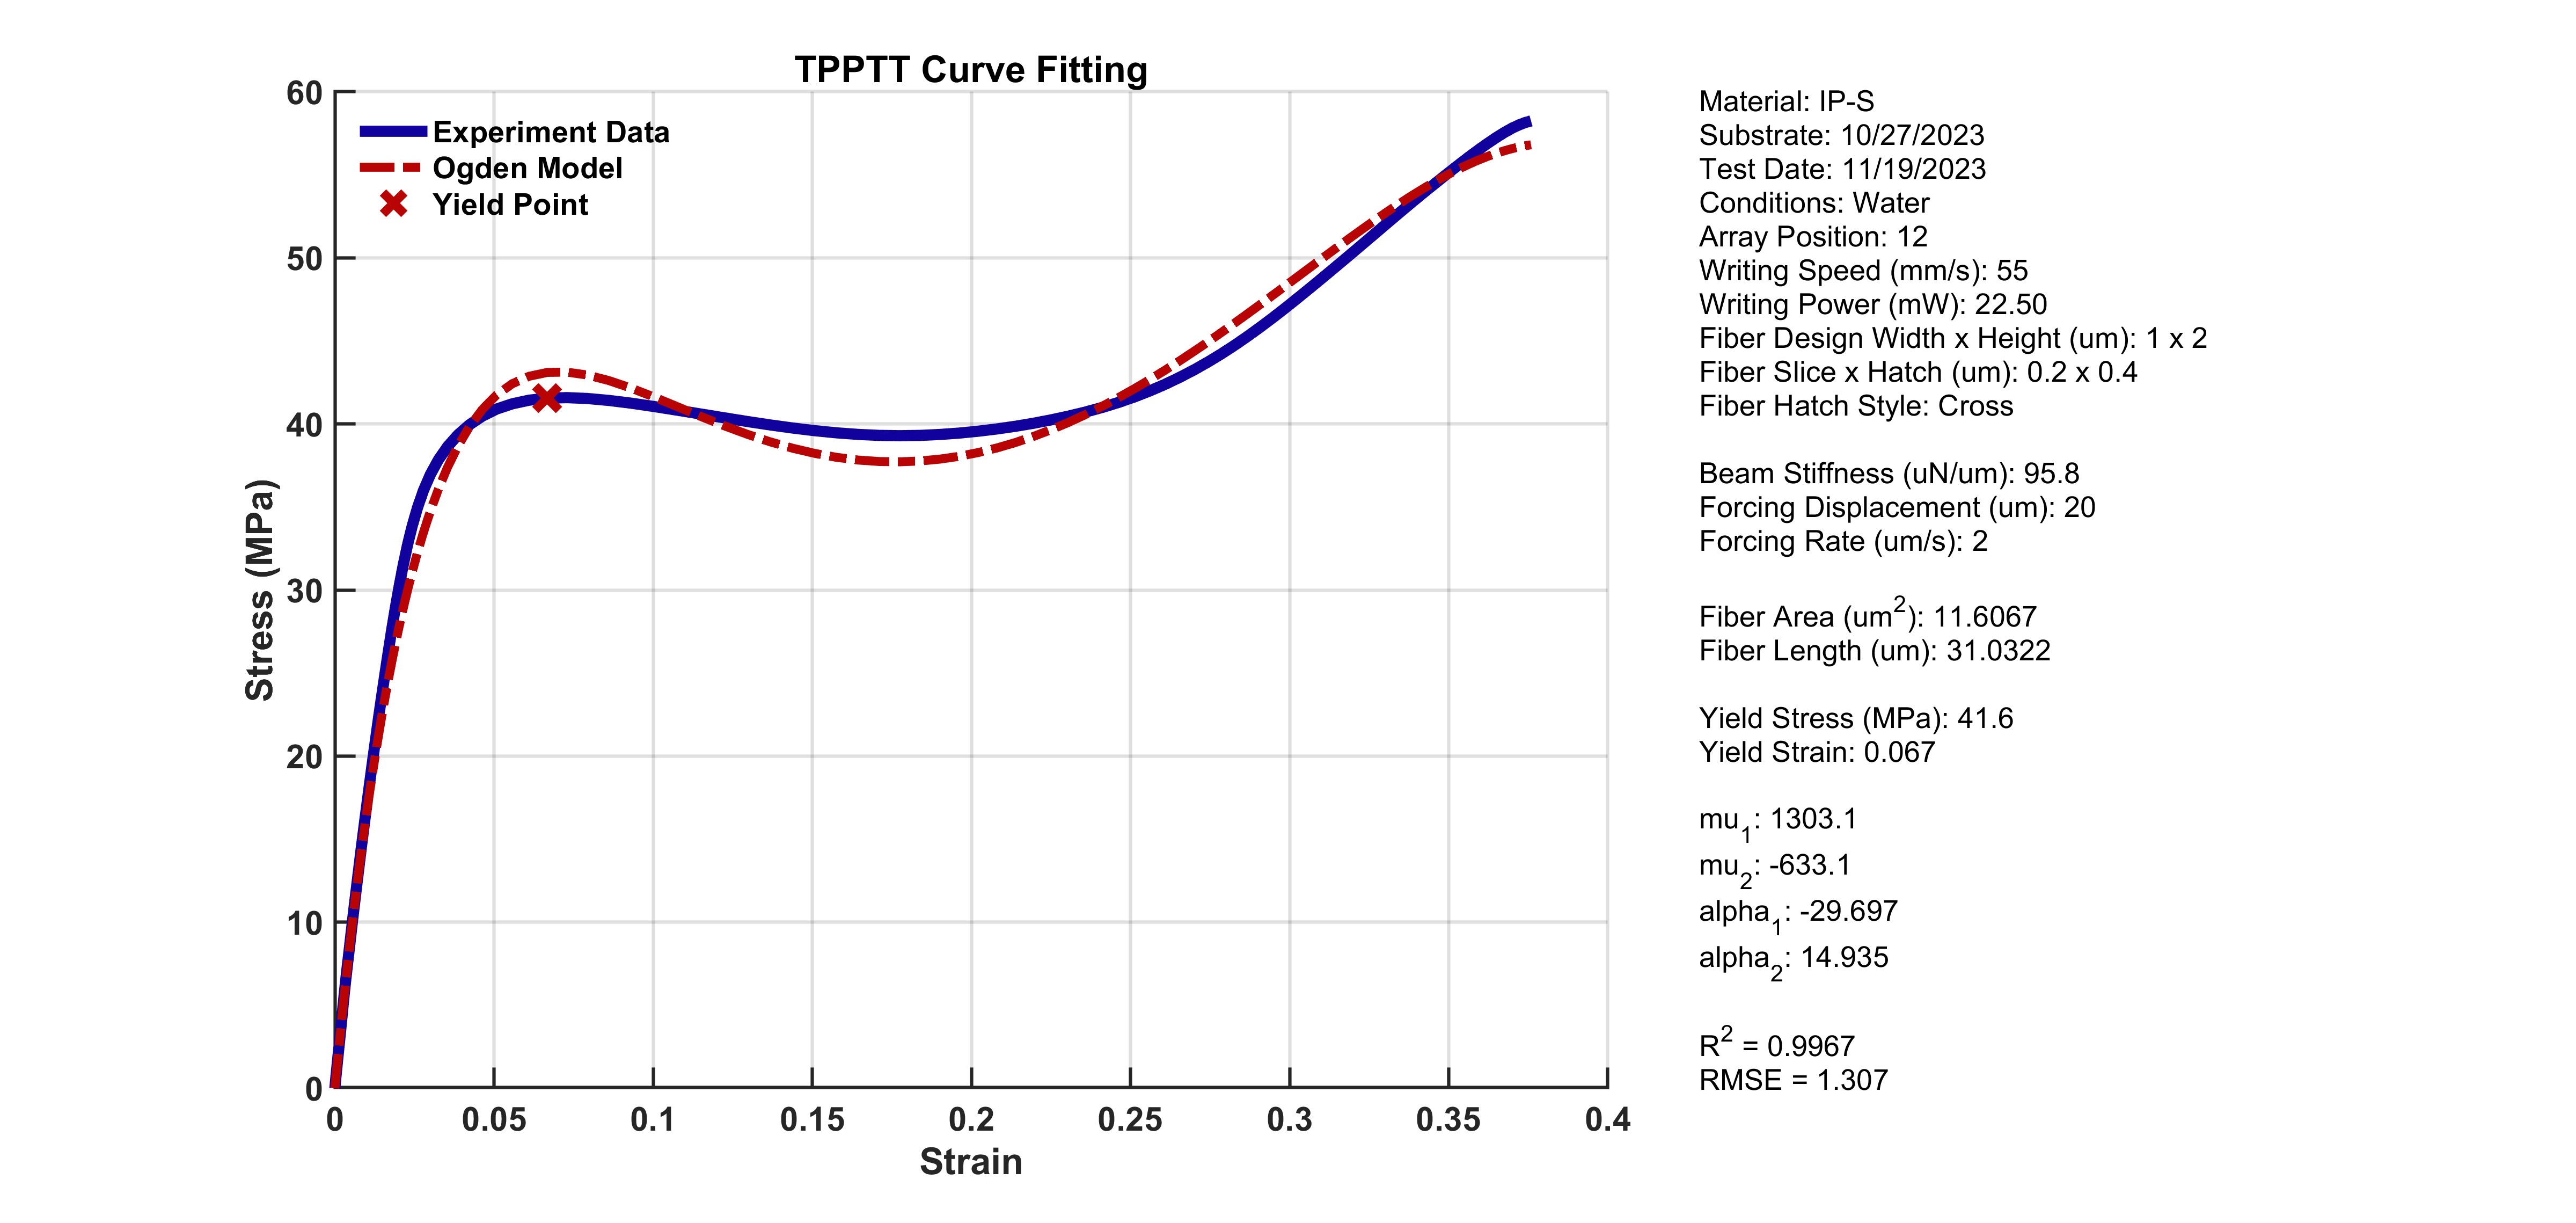 TPPTT Curve Fitting
60
50
40
30
20
10
0
Stress (MPa)
Experiment Data
Ogden Model
Yield Point
0 0.05 0.1 0.15 0.2 0.25 0.3 0.35 0.4
Strain
Material: IP-S
Substrate: 10/27/2023
Test Date: 11/19/2023
Conditions: Water
Array Position: 12
Writing Speed (mm/s): 55
Writing Power (mW): 22.50
Fiber Design Width x Height (um): 1 x 2
Fiber Slice x Hatch (um): 0.2 x 0.4
Fiber Hatch Style: Cross
Beam Stiffness (uN/um): 95.8
Forcing Displacement (um): 20
Forcing Rate (um/s): 2
Fiber Area (um²): 11.6067
Fiber Length (um): 31.0322
Yield Stress (MPa): 41.6
Yield Strain: 0.067
mu₁: 1303.1
mu₂: -633.1
alpha₁: -29.697
alpha₂: 14.935
R² = 0.9967
RMSE = 1.307